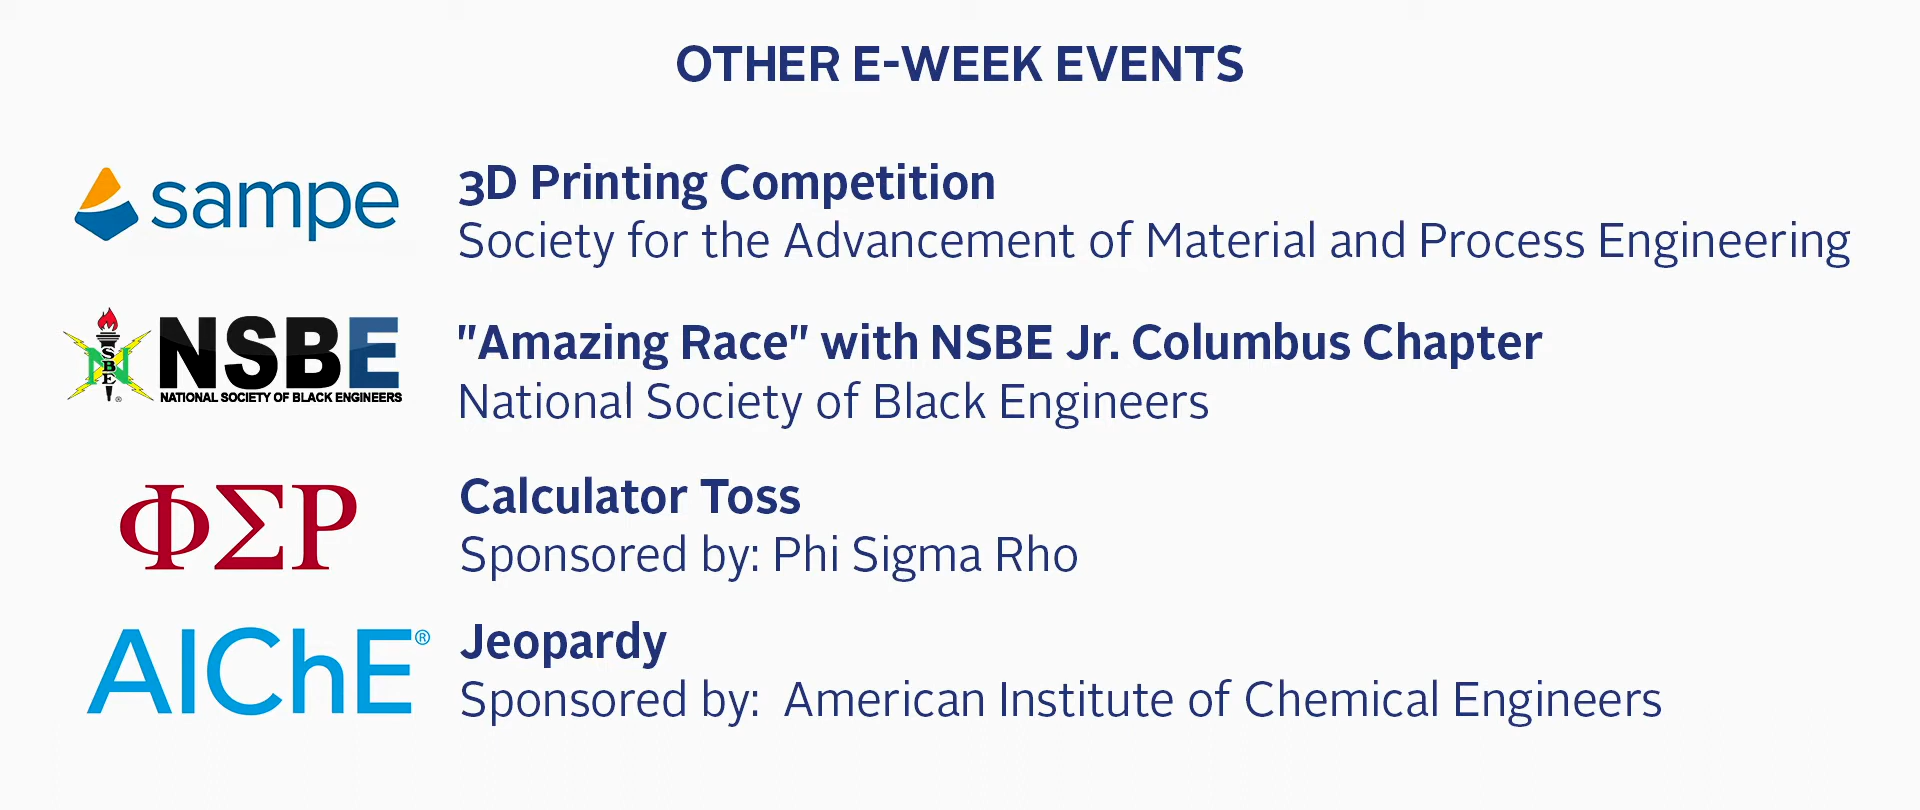 OTHER E-WEEK EVENTS
sampe
3D Printing Competition
Society for the Advancement of Material and Process Engineering
NSBE
NSBE
NATIONAL SOCIETY OF BLACK ENGINEERS
"Amazing Race" with NSBE Jr. Columbus Chapter
National Society of Black Engineers
ΦΣΡ
Calculator Toss
Sponsored by: Phi Sigma Rho
AIChE®
Jeopardy
Sponsored by:  American Institute of Chemical Engineers